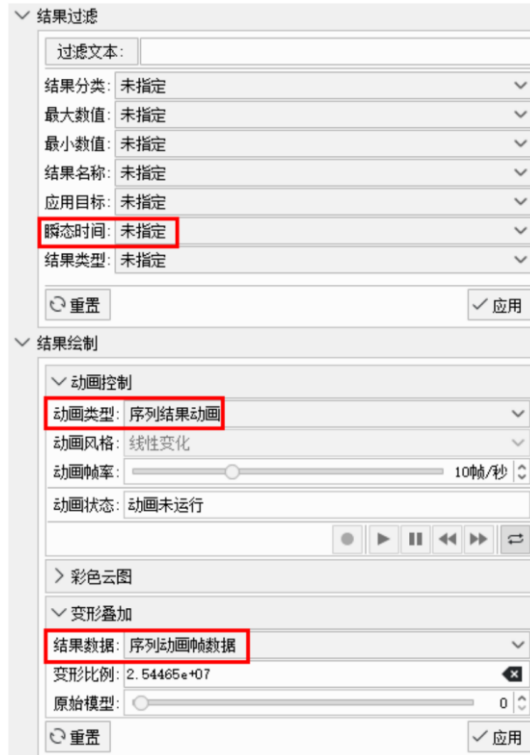 结果过滤
过滤文本:
结果分类: 未指定
最大数值: 未指定
最小数值: 未指定
结果名称: 未指定
应用目标: 未指定
瞬态时间: 未指定
结果类型: 未指定
重置 应用
结果绘制
动画控制
动画类型: 序列结果动画
动画风格: 线性变化
动画帧率: 10帧/秒
动画状态: 动画未运行
彩色云图
变形叠加
结果数据: 序列动画帧数据
变形比例: 2.54465e+07
原始模型: 0
重置 应用